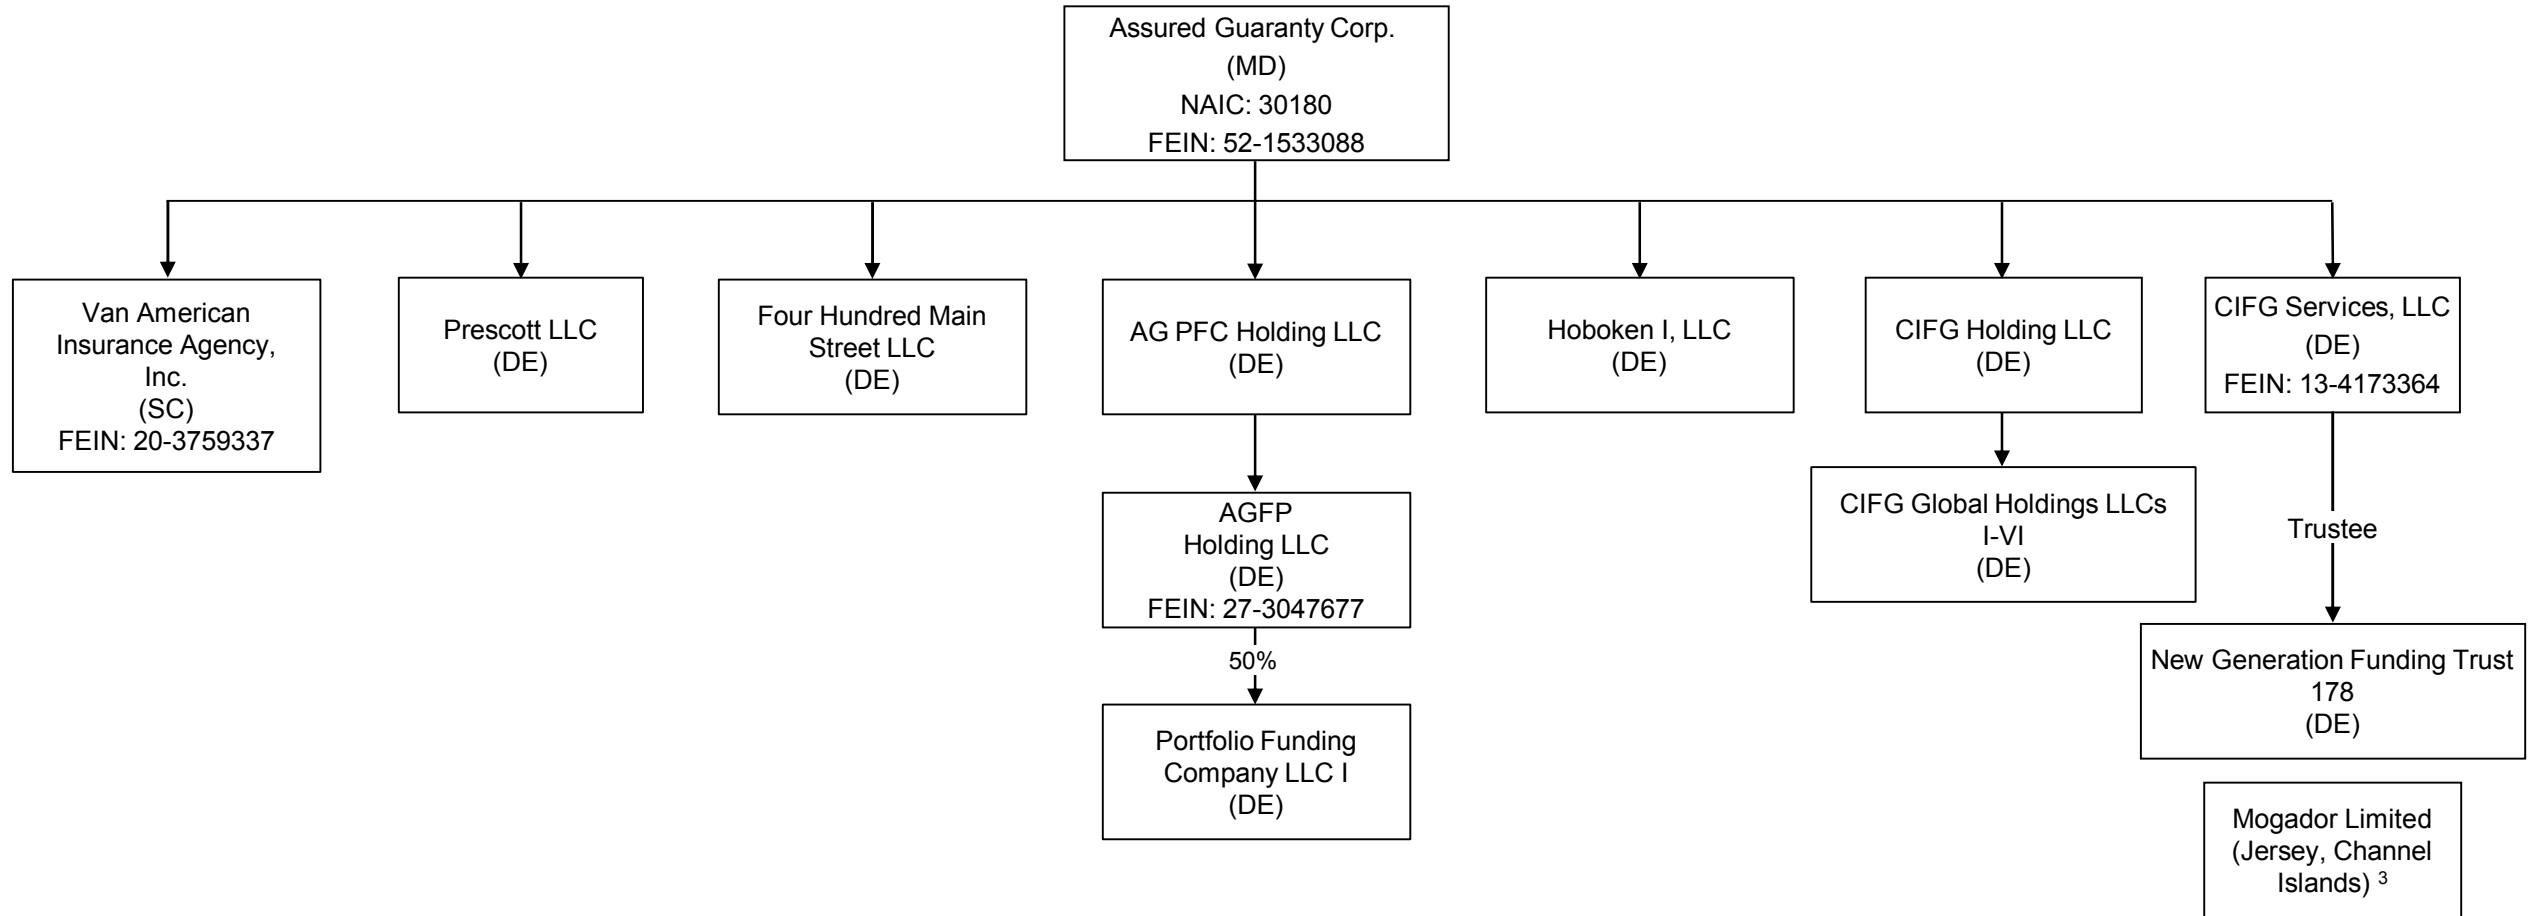 Assured Guaranty Corp.
(MD)
NAIC: 30180
FEIN: 52-1533088
Van American
Insurance Agency,
Inc.
(SC)
FEIN: 20-3759337
Prescott LLC
(DE)
Four Hundred Main
Street LLC
(DE)
AG PFC Holding LLC
(DE)
Hoboken I, LLC
(DE)
CIFG Holding LLC
(DE)
CIFG Services, LLC
(DE)
FEIN: 13-4173364
AGFP
Holding LLC
(DE)
FEIN: 27-3047677
CIFG Global Holdings LLCs
I-VI
(DE)
Trustee
50%
New Generation Funding Trust
178
(DE)
Portfolio Funding
Company LLC I
(DE)
Mogador Limited
(Jersey, Channel
Islands) 3